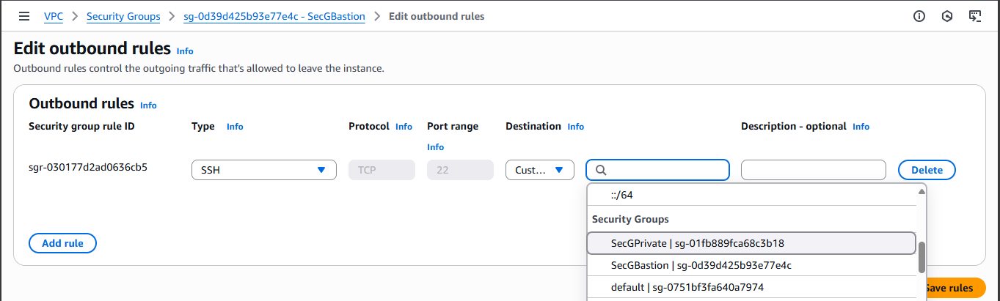 VPC > Security Groups > sg-0d39d425b93e77e4c - SecGBastion > Edit outbound rules
Edit outbound rules Info
Outbound rules control the outgoing traffic that's allowed to leave the instance.
Outbound rules Info
Security group rule ID Type Info Protocol Info Port range Info Destination Info Description - optional Info
sgr-030177d2ad0636cb5 SSH TCP 22 Cust... Delete
::/64
Security Groups
SecGPrivate | sg-01fb889fca68c3b18
SecGBastion | sg-0d39d425b93e77e4c
default | sg-0751bf3fa640a7974
Add rule
Save rules